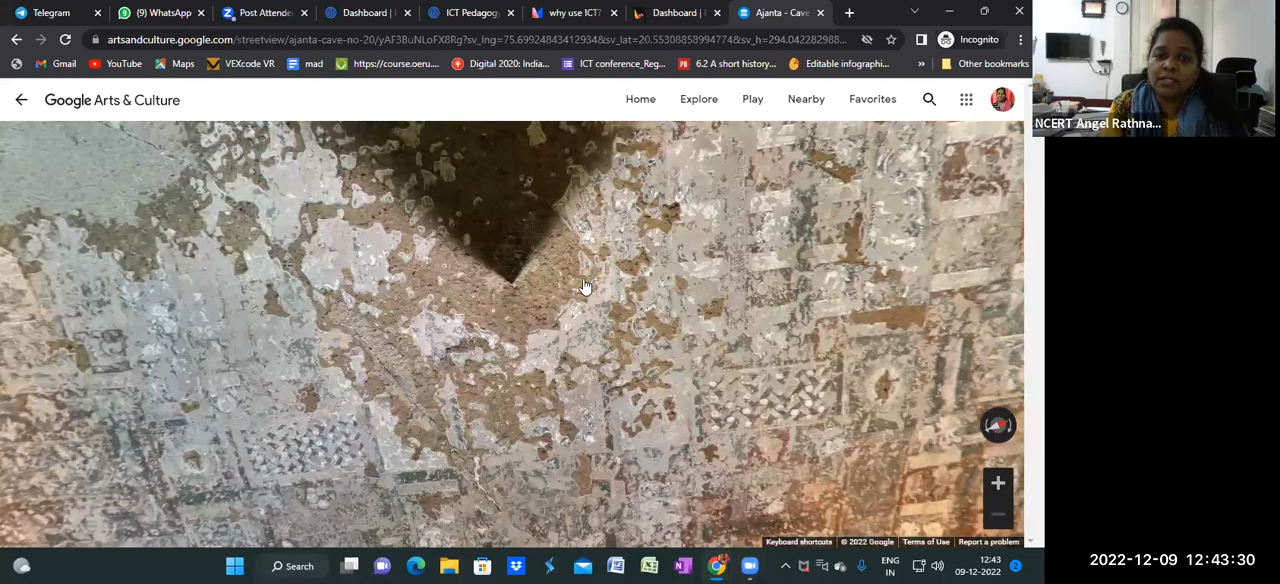 Telegram
(9) WhatsApp
Post Attende
Dashboard |
ICT Pedagog
why use ICT?
Dashboard |
Ajanta - Cav
artsandculture.google.com/streetview/ajanta-cave-no-20/yAF3BuNLoFX8Rg?sv_lng=75.69924843412934&sv_lat=20.55308858994774&sv_h=294.042282988...
Incognito
Gmail
YouTube
Maps
VEXcode VR
mad
https://course.oeru....
Digital 2020: India...
ICT conference_Reg...
6.2 A short history...
Editable infographi...
»
Other bookmarks
Google Arts & Culture
Home
Explore
Play
Nearby
Favorites
NCERT Angel Rathna...
Keyboard shortcuts
© 2022 Google
Terms of Use
Report a problem
Search
ENG
IN
12:43
09-12-2022
2
2022-12-09 12:43:30